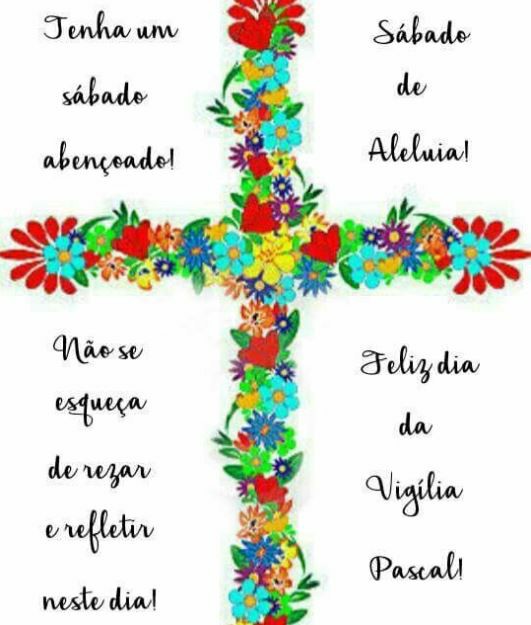 Tenha um
sábado
abençoado!
Sábado
de
Aleluia!
Não se
esqueça
de rezar
e refletir
neste dia!
Feliz dia
da
Vigília
Pascal!